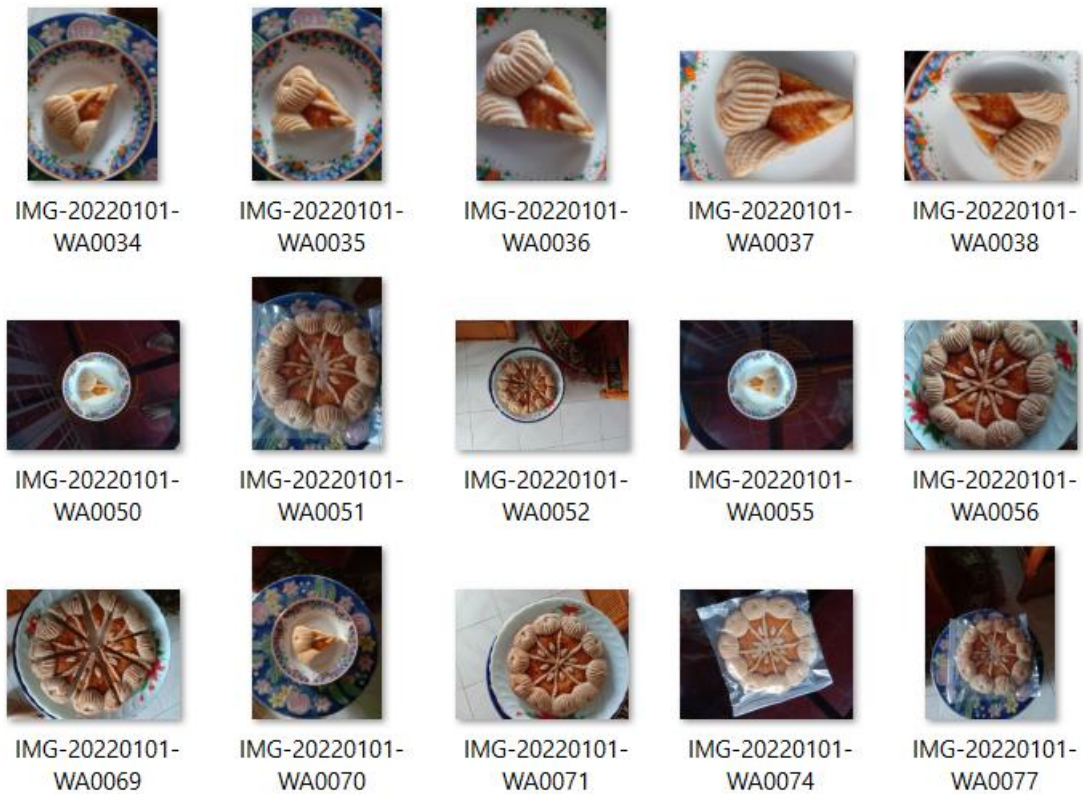 IMG-20220101-
WA0034
IMG-20220101-
WA0035
IMG-20220101-
WA0036
IMG-20220101-
WA0037
IMG-20220101-
WA0038
IMG-20220101-
WA0050
IMG-20220101-
WA0051
IMG-20220101-
WA0052
IMG-20220101-
WA0055
IMG-20220101-
WA0056
IMG-20220101-
WA0069
IMG-20220101-
WA0070
IMG-20220101-
WA0071
IMG-20220101-
WA0074
IMG-20220101-
WA0077